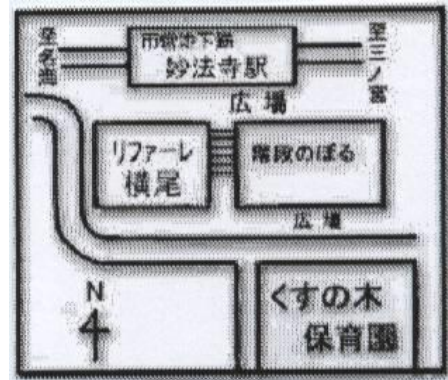 至名谷
市営地下鉄
妙法寺駅
至三ノ宮
広場
リファーレ
横尾
階段のぼる
広場
N
くすの木
保育園